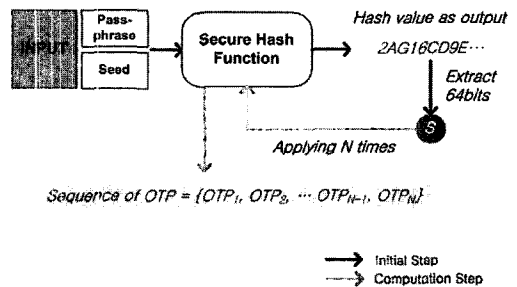 INPUT
Pass-
phrase
Seed
Secure Hash
Function
Hash value as output
2AG16CD9E···
Extract
64bits
S
Applying N times
Sequence of OTP = {OTP₁, OTP₂, ··· OTPN-1, OTPN}
Initial Step
Computation Step